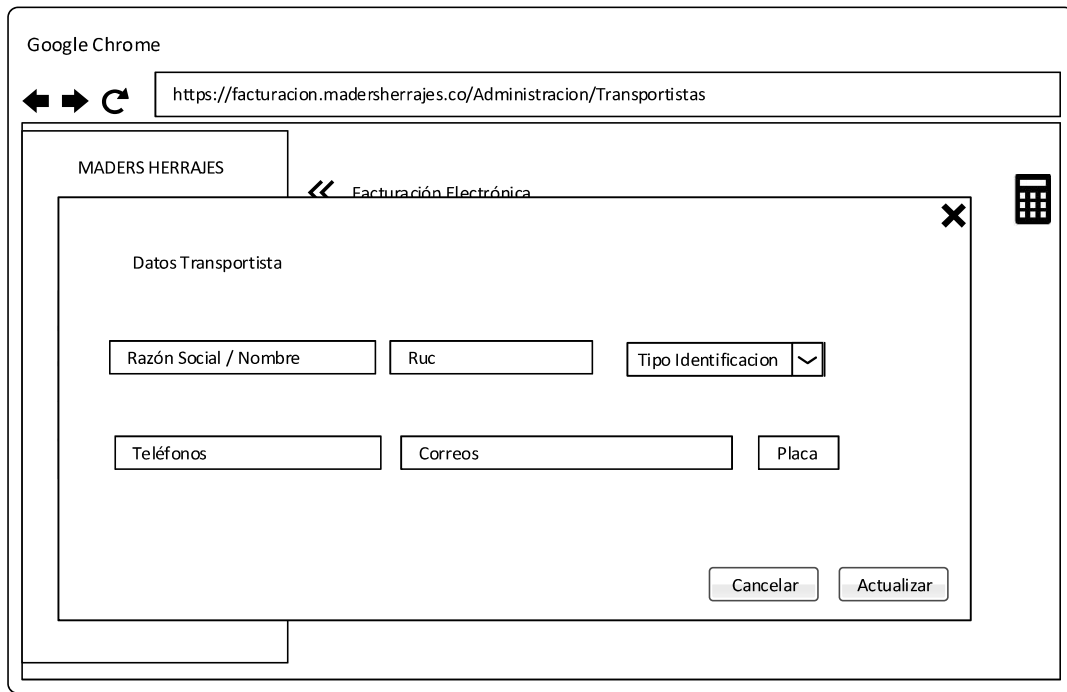 Google Chrome
https://facturacion.madersherrajes.co/Administracion/Transportistas
MADERS HERRAJES
Facturación Electrónica
Datos Transportista
Razón Social / Nombre
Ruc
Tipo Identificacion
Teléfonos
Correos
Placa
Cancelar
Actualizar